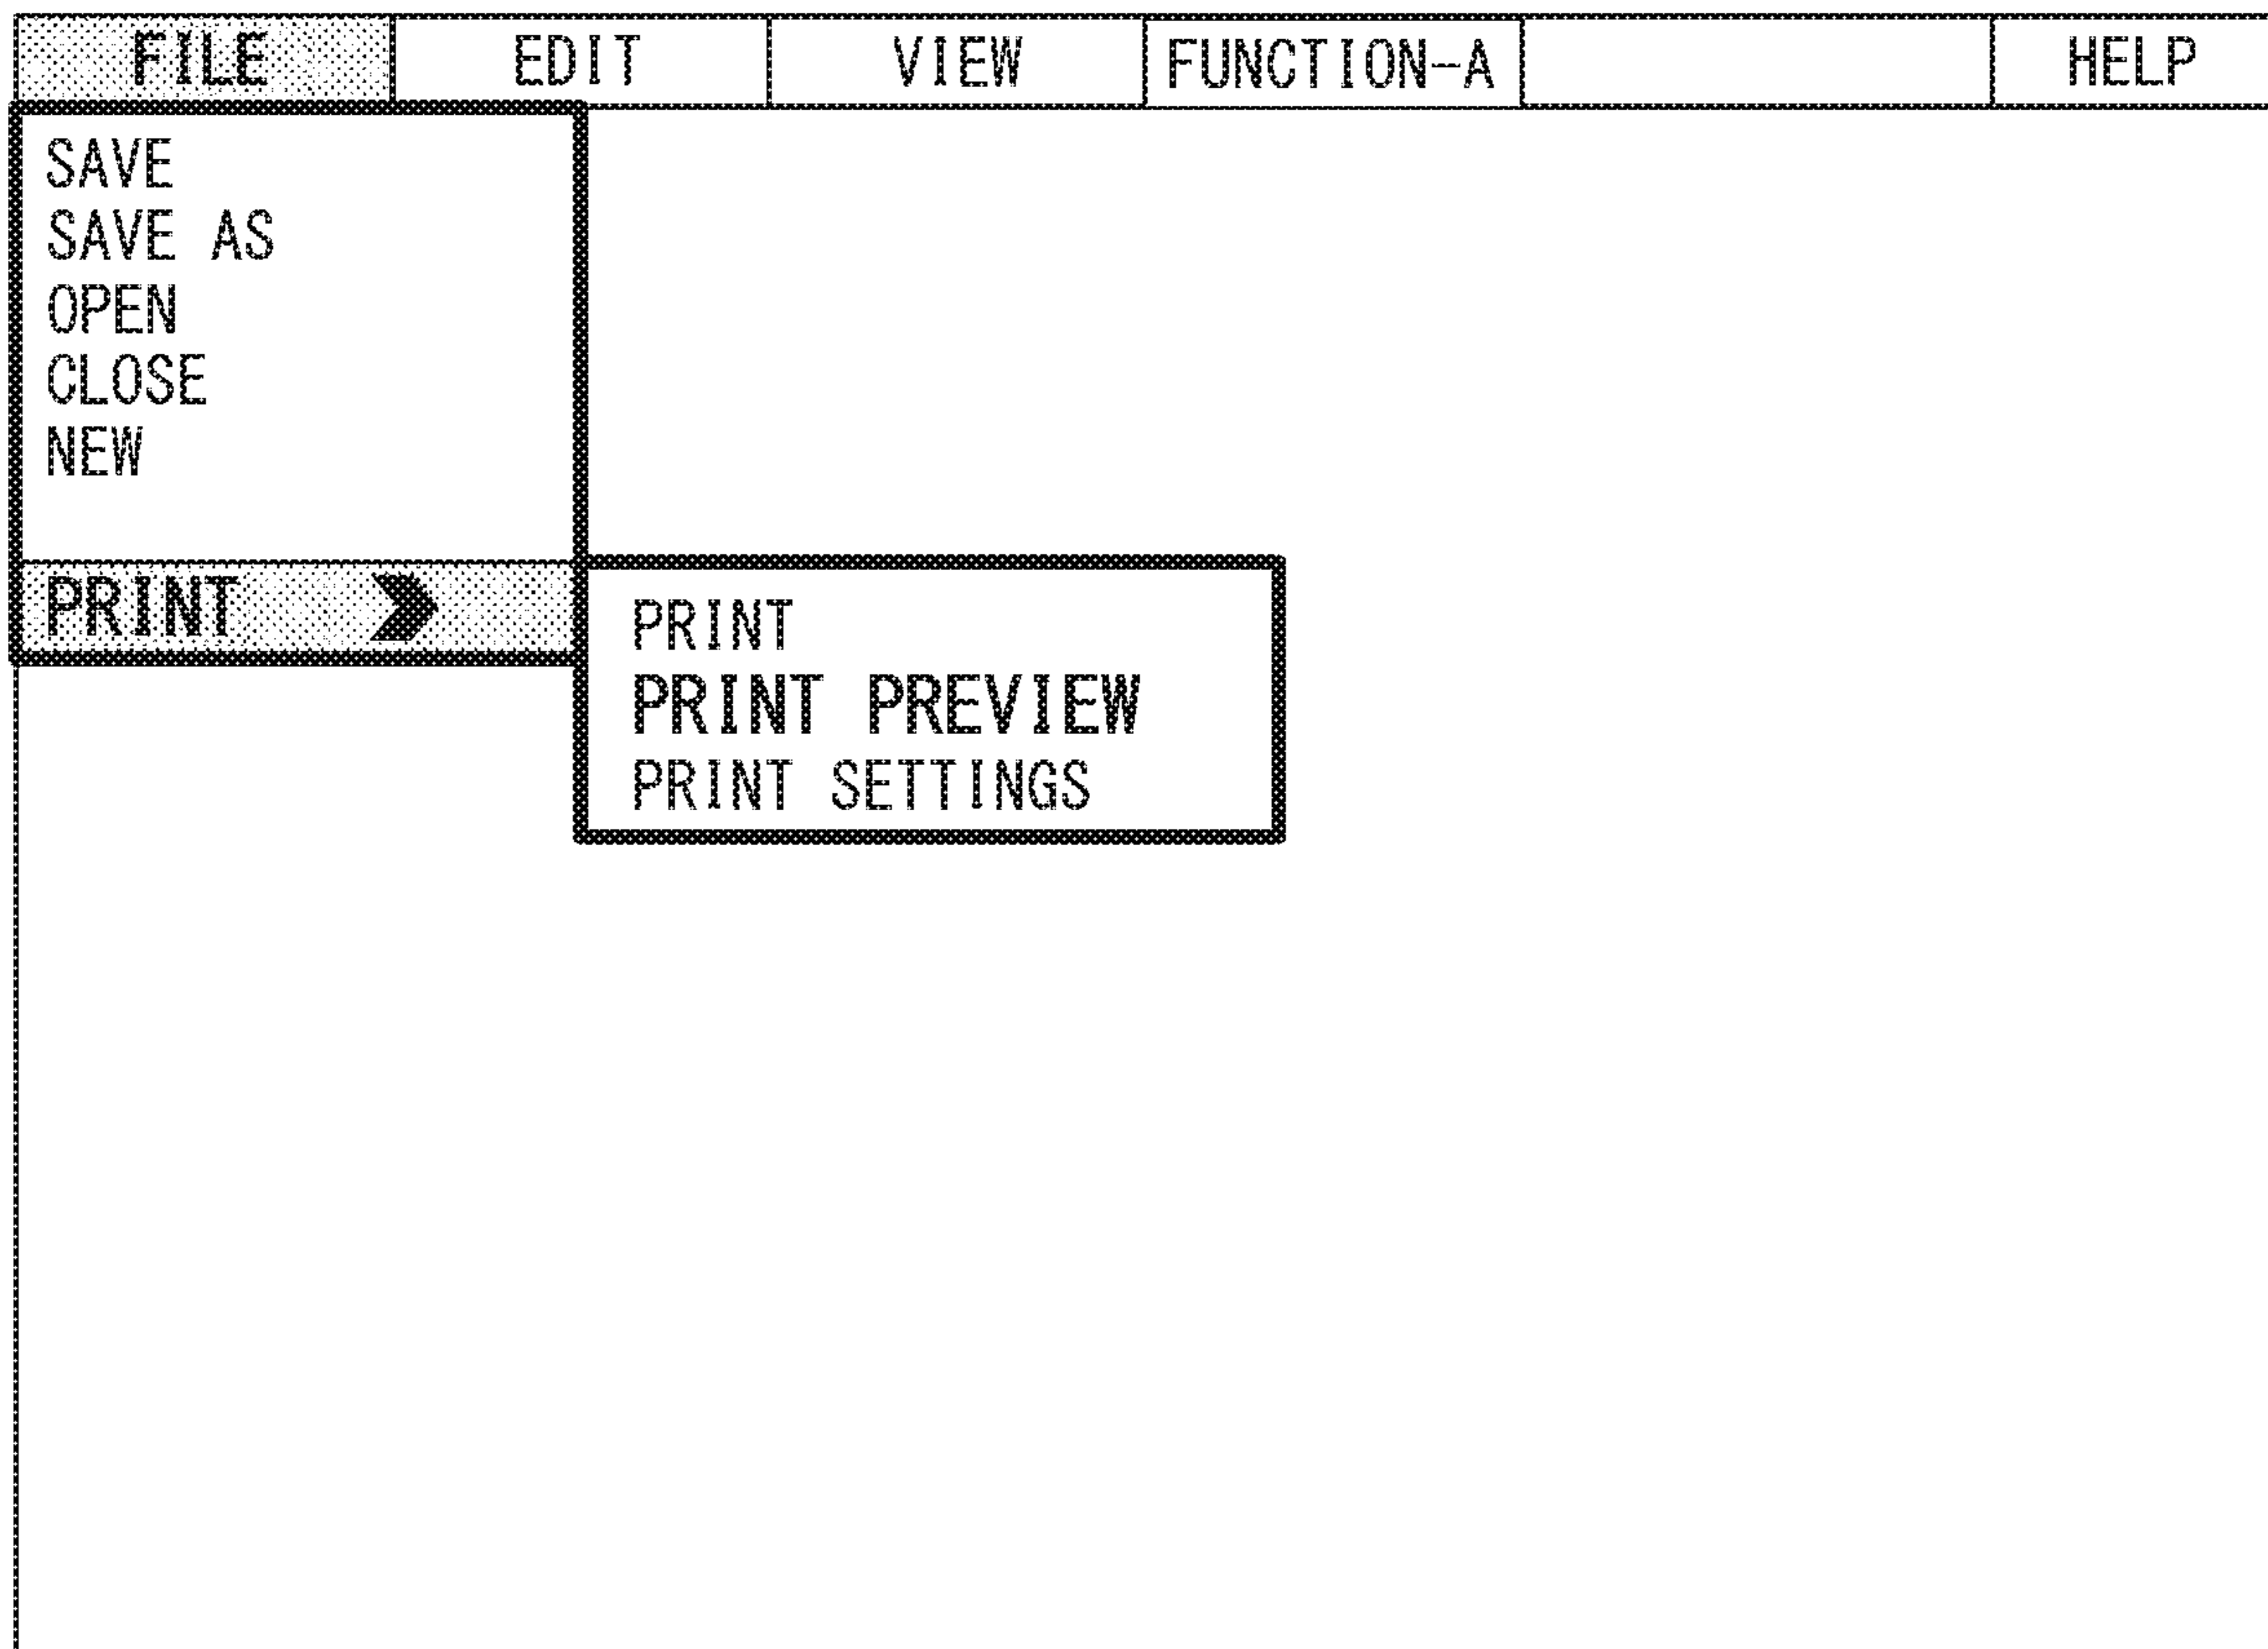 FILE EDIT VIEW FUNCTION-A HELP
SAVE
SAVE AS
OPEN
CLOSE
NEW
PRINT
PRINT
PRINT PREVIEW
PRINT SETTINGS